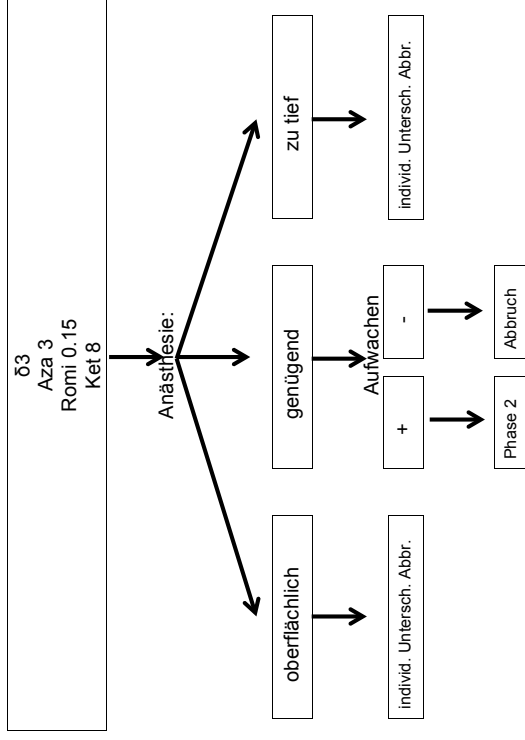 δ3
Aza 3
Romi 0.15
Ket 8
Anästhesie:
oberflächlich
genügend
zu tief
individ. Untersch. Abbr.
Aufwachen
individ. Untersch. Abbr.
+
-
Phase 2
Abbruch